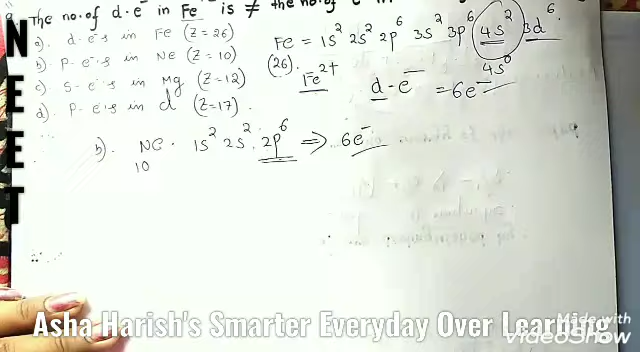 The no. of d.e⁻ in Fe is ≠ the no. of
a). d.e⁻s in Fe (Z=26)
b). P-e⁻s in Ne (Z=10)
c). s-e⁻s in Mg (Z=12)
d). P-e⁻s in cl (Z=17).
Fe = 1s² 2s² 2p⁶ 3s² 3p⁶ 4s² 3d⁶.
(26). Fe²⁺ 4s⁰
d-e⁻ = 6e⁻
b). Ne. 1s² 2s². 2p⁶ ⇒ 6e⁻
10
NEET
Asha Harish's Smarter Everyday Over Learning
Made with
VideoShow